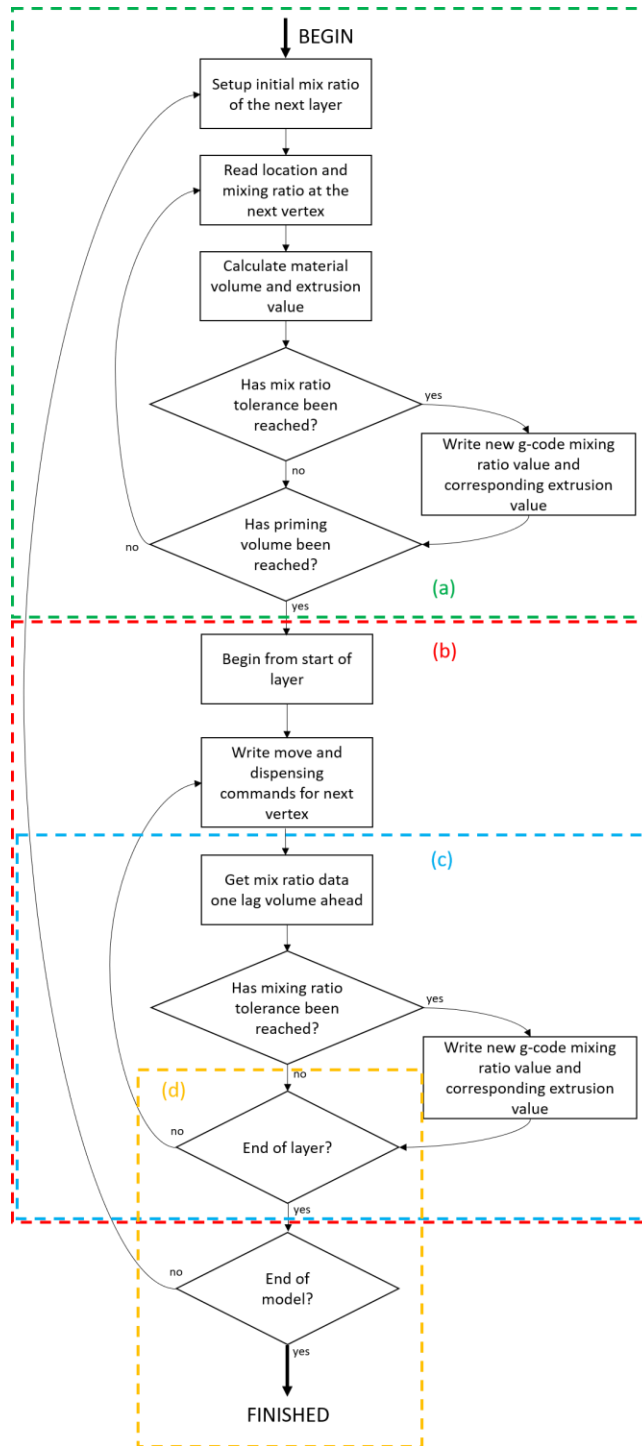 BEGIN
Setup initial mix ratio
of the next layer
Read location and
mixing ratio at the
next vertex
Calculate material
volume and extrusion
value
Has mix ratio
tolerance been
reached?
yes
Write new g-code mixing
ratio value and
corresponding extrusion
value
no
Has priming
volume been
reached?
no
(a)
yes
(b)
Begin from start of
layer
Write move and
dispensing
commands for next
vertex
(c)
Get mix ratio data
one lag volume ahead
Has mixing ratio
tolerance been
reached?
yes
Write new g-code mixing
ratio value and
corresponding extrusion
value
no
(d)
End of layer?
no
yes
End of
model?
no
yes
FINISHED